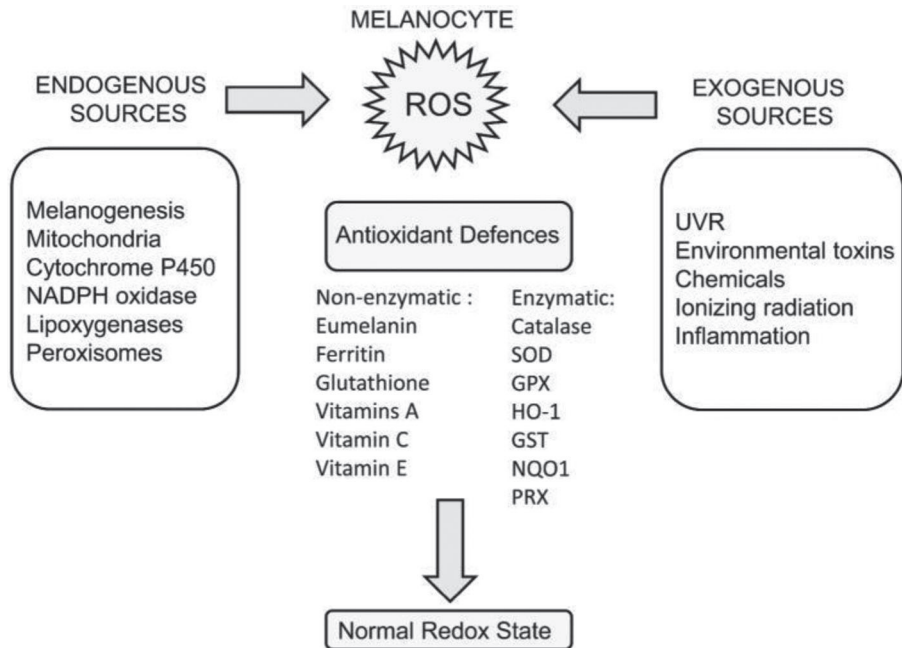 MELANOCYTE
ROS
ENDOGENOUS
SOURCES
Melanogenesis
Mitochondria
Cytochrome P450
NADPH oxidase
Lipoxygenases
Peroxisomes
EXOGENOUS
SOURCES
UVR
Environmental toxins
Chemicals
Ionizing radiation
Inflammation
Antioxidant Defences
Non-enzymatic :
Eumelanin
Ferritin
Glutathione
Vitamins A
Vitamin C
Vitamin E
Enzymatic:
Catalase
SOD
GPX
HO-1
GST
NQO1
PRX
Normal Redox State